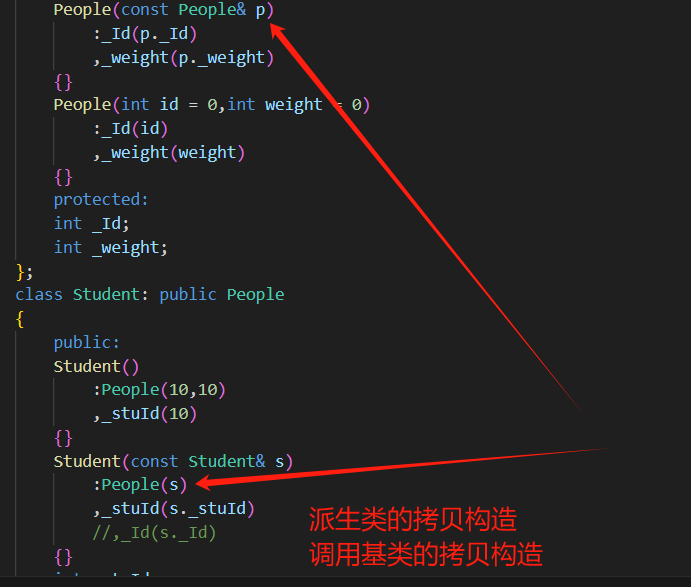 People(const People& p)
:_Id(p._Id)
,_weight(p._weight)
{}
People(int id = 0,int weight = 0)
:_Id(id)
,_weight(weight)
{}
protected:
int _Id;
int _weight;
};
class Student: public People
{
public:
Student()
:People(10,10)
,_stuId(10)
{}
Student(const Student& s)
:People(s)
,_stuId(s._stuId)
//,_Id(s._Id)
{}
派生类的拷贝构造
调用基类的拷贝构造